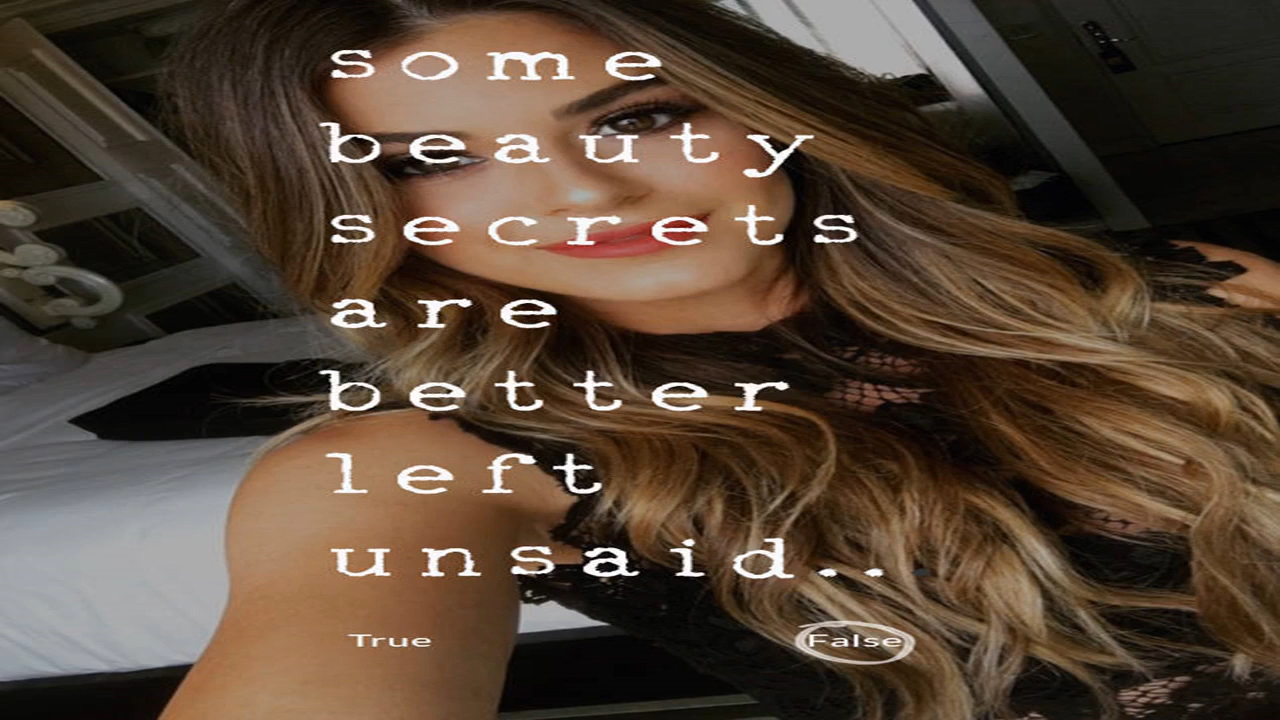 some
beauty
secrets
are
better
left
unsaid..
True False